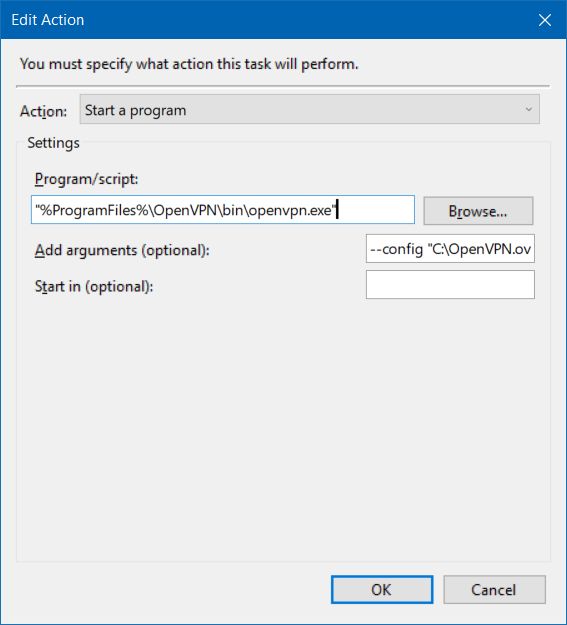 Edit Action
You must specify what action this task will perform.
Action: Start a program
Settings
Program/script:
"%ProgramFiles%\OpenVPN\bin\openvpn.exe"
Browse...
Add arguments (optional): --config "C:\OpenVPN.ov
Start in (optional):
OK Cancel